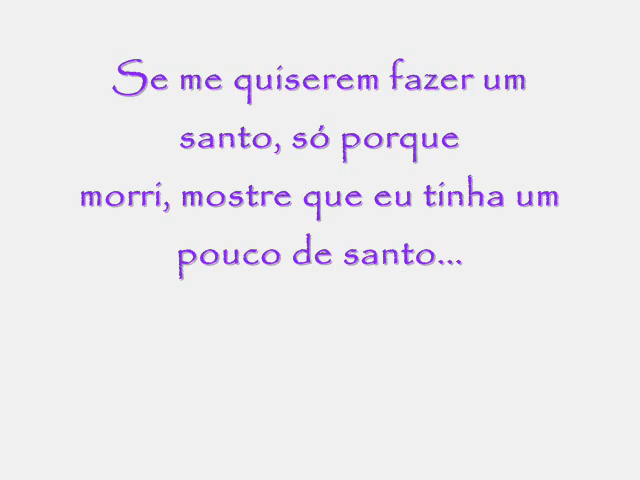 Se me quiserem fazer um
santo, só porque
morri, mostre que eu tinha um
pouco de santo...